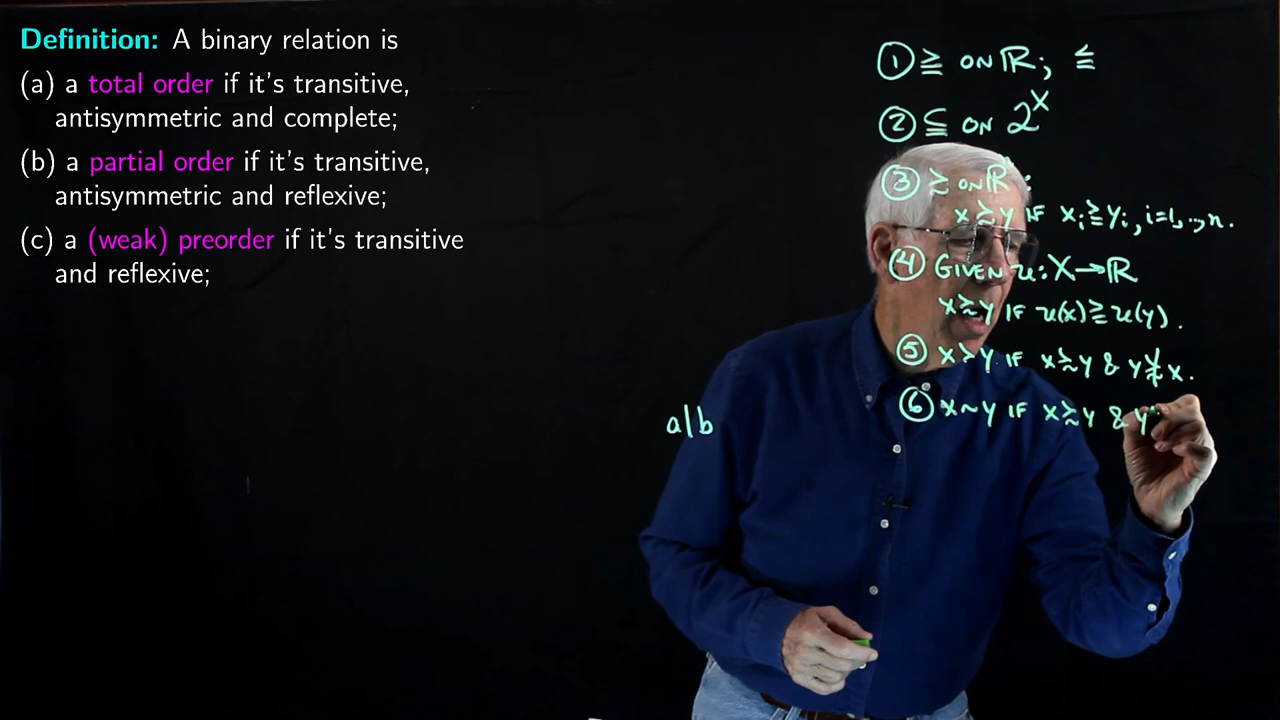 Definition: A binary relation is
(a) a total order if it's transitive,
antisymmetric and complete;
(b) a partial order if it's transitive,
antisymmetric and reflexive;
(c) a (weak) preorder if it's transitive
and reflexive;
① ≧ ON ℝ; ≦
② ⊆ ON 2^X
③ ≳ ON ℝ :
x ≳ y IF xᵢ ≧ yᵢ, i=1,..,n.
④ GIVEN u: X → ℝ
x ≿ y IF u(x) ≧ u(y).
⑤ x ≻ y IF x ≿ y & y ⋡ x.
⑥ x ~ y IF x ≿ y & y
a|b